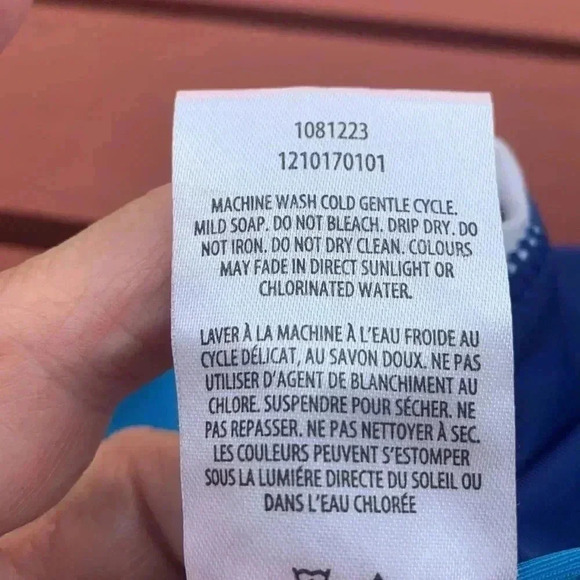 1081223
1210170101
MACHINE WASH COLD GENTLE CYCLE.
MILD SOAP. DO NOT BLEACH. DRIP DRY. DO
NOT IRON. DO NOT DRY CLEAN. COLOURS
MAY FADE IN DIRECT SUNLIGHT OR
CHLORINATED WATER.
LAVER À LA MACHINE À L'EAU FROIDE AU
CYCLE DÉLICAT, AU SAVON DOUX. NE PAS
UTILISER D'AGENT DE BLANCHIMENT AU
CHLORE. SUSPENDRE POUR SÉCHER. NE
PAS REPASSER. NE PAS NETTOYER À SEC.
LES COULEURS PEUVENT S'ESTOMPER
SOUS LA LUMIÉRE DIRECTE DU SOLEIL OU
DANS L'EAU CHLORÉE